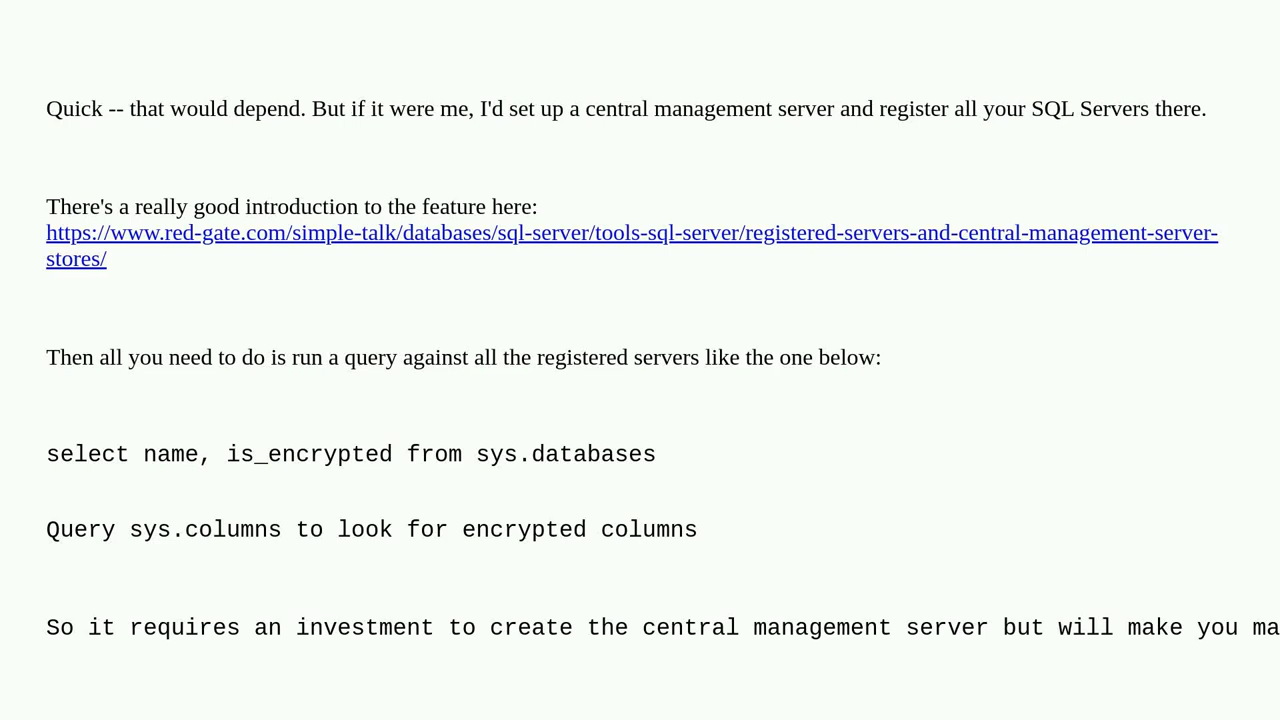 Quick -- that would depend. But if it were me, I'd set up a central management server and register all your SQL Servers there.
There's a really good introduction to the feature here:
https://www.red-gate.com/simple-talk/databases/sql-server/tools-sql-server/registered-servers-and-central-management-server-
stores/
Then all you need to do is run a query against all the registered servers like the one below:
select name, is_encrypted from sys.databases
Query sys.columns to look for encrypted columns
So it requires an investment to create the central management server but will make you